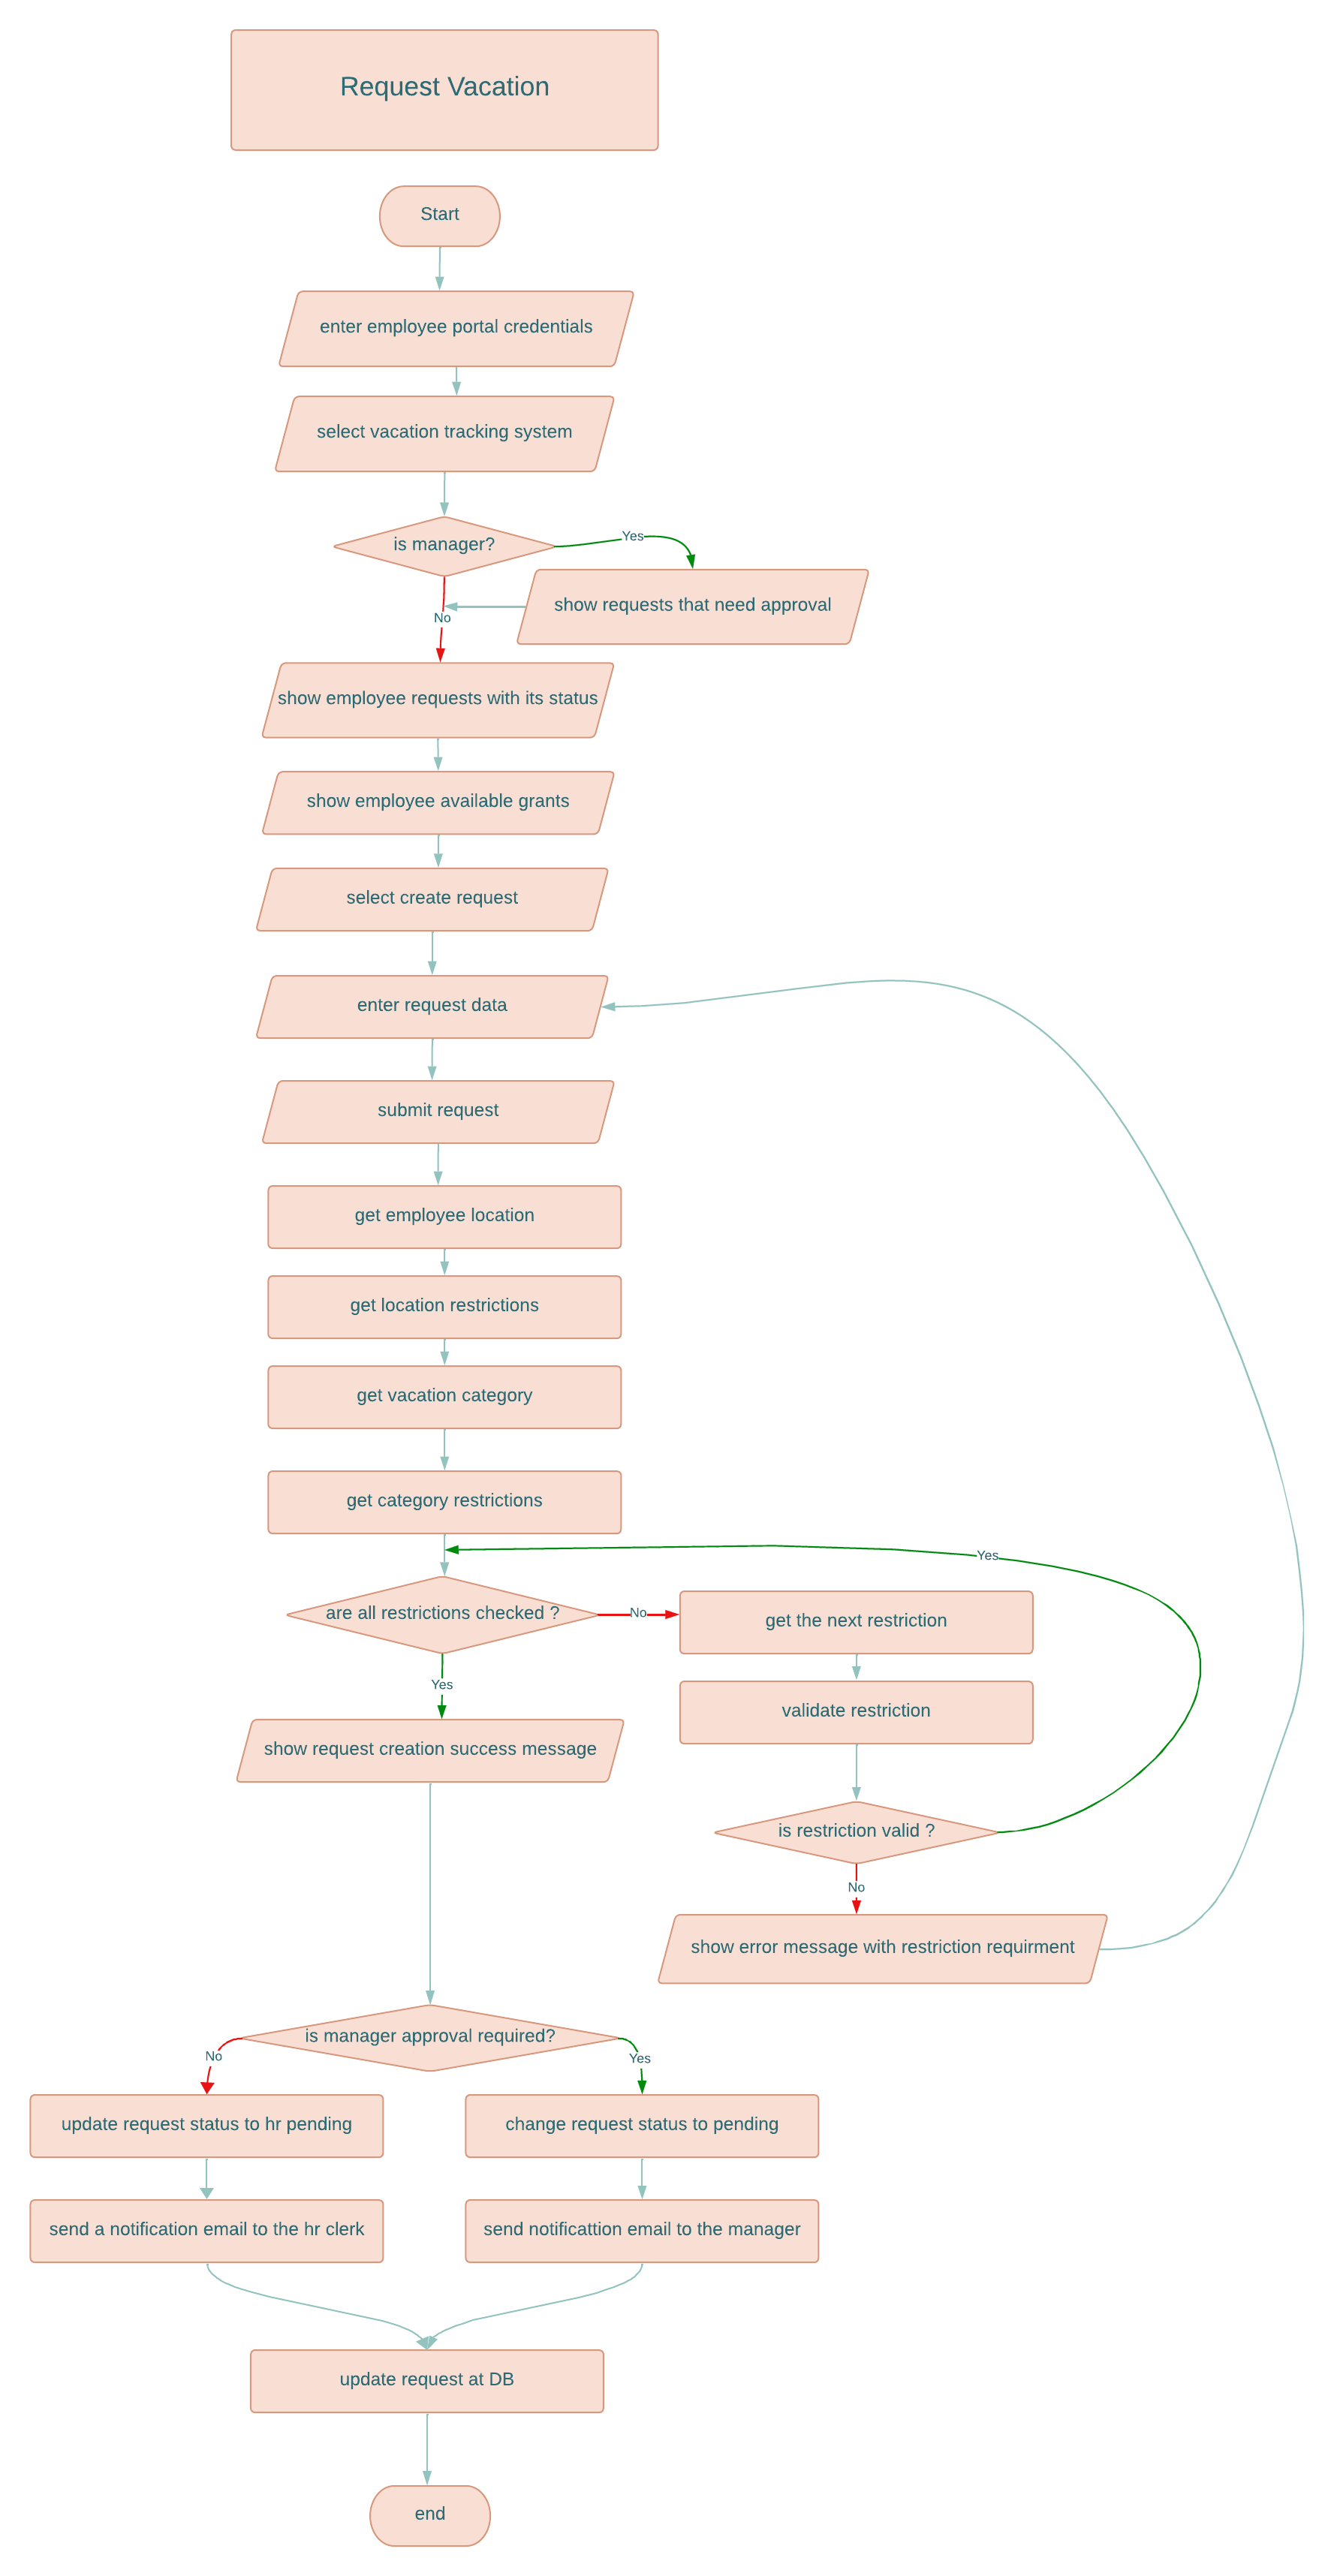 Request Vacation
Start
enter employee portal credentials
select vacation tracking system
is manager?
Yes
show requests that need approval
No
show employee requests with its status
show employee available grants
select create request
enter request data
submit request
get employee location
get location restrictions
get vacation category
get category restrictions
Yes
are all restrictions checked ?
No
get the next restriction
Yes
validate restriction
show request creation success message
is restriction valid ?
No
show error message with restriction requirment
is manager approval required?
No
Yes
update request status to hr pending
change request status to pending
send a notification email to the hr clerk
send notificattion email to the manager
update request at DB
end